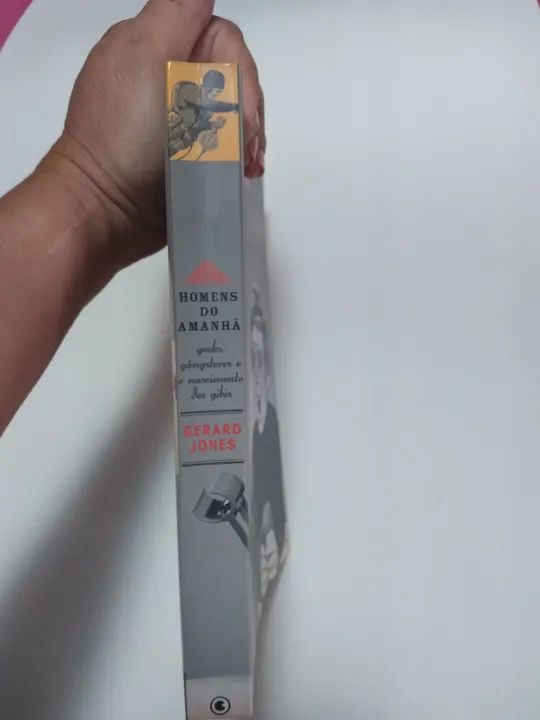 HOMENS
DO
AMANHÃ
geeks,
gângsteres e
o nascimento
dos gibis
GERARD
JONES